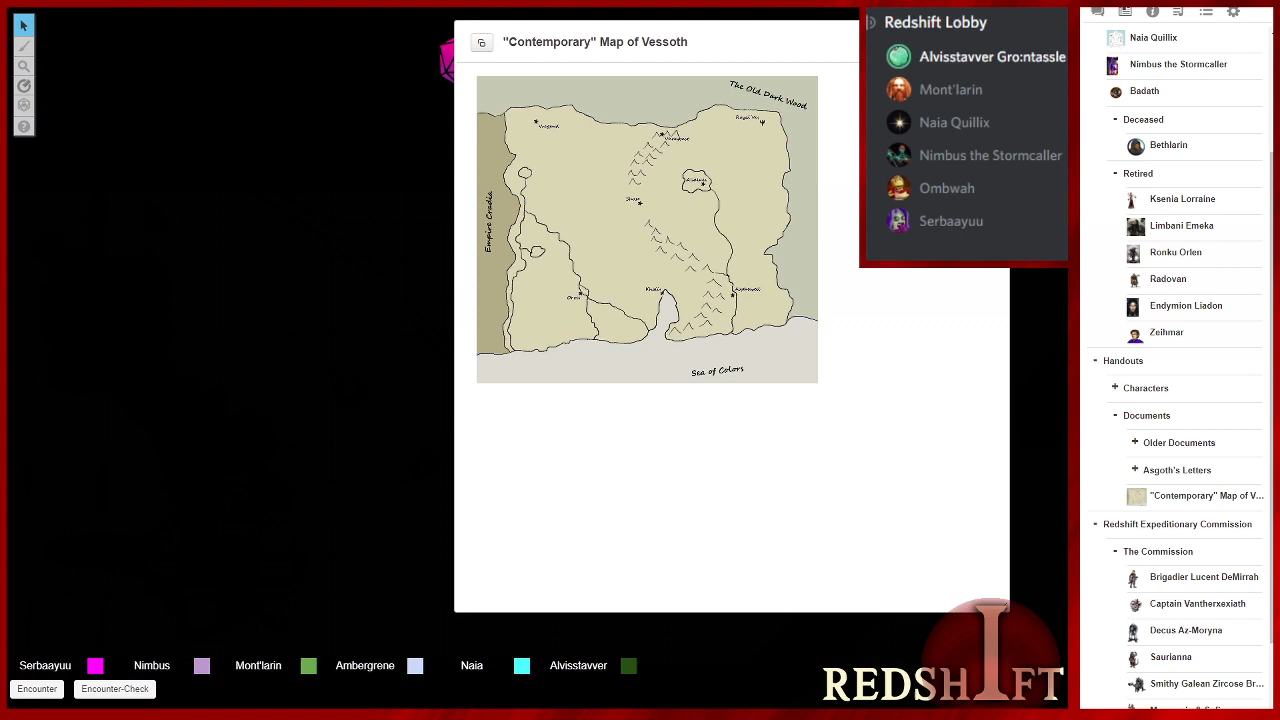 "Contemporary" Map of Vessoth
The Old Dark Wood
Empire Cradia
Sea of Colors
Redshift Lobby
Alvisstavver Gro:ntassle
Mont'larin
Naia Quillix
Nimbus the Stormcaller
Ombwah
Serbaayuu
Naia Quillix
Nimbus the Stormcaller
Badath
Deceased
Bethlarin
Retired
Ksenia Lorraine
Limbani Emeka
Ronku Orlen
Radovan
Endymion Liadon
Zeihmar
Handouts
Characters
Documents
Older Documents
Asgoth's Letters
"Contemporary" Map of V...
Redshift Expeditionary Commission
The Commission
Brigadier Lucent DeMirrah
Captain Vantherxexiath
Decus Az-Moryna
Saurianna
Smithy Galean Zircose Br...
Serbaayuu
Nimbus
Mont'larin
Ambergrene
Naia
Alvisstavver
Encounter
Encounter-Check
REDSHIFT